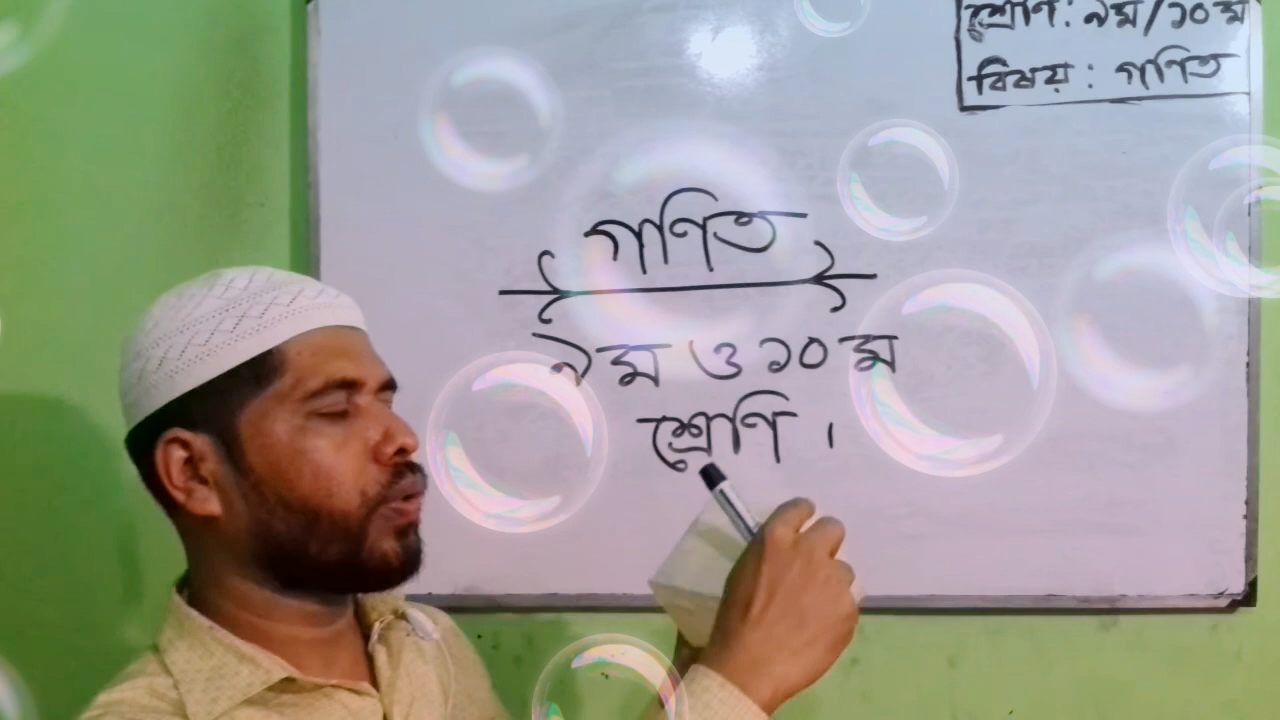 শ্রেণি: ৯ম/১০ম
বিষয়: গণিত
গণিত
৯ম ও ১০ম
শ্রেণি।